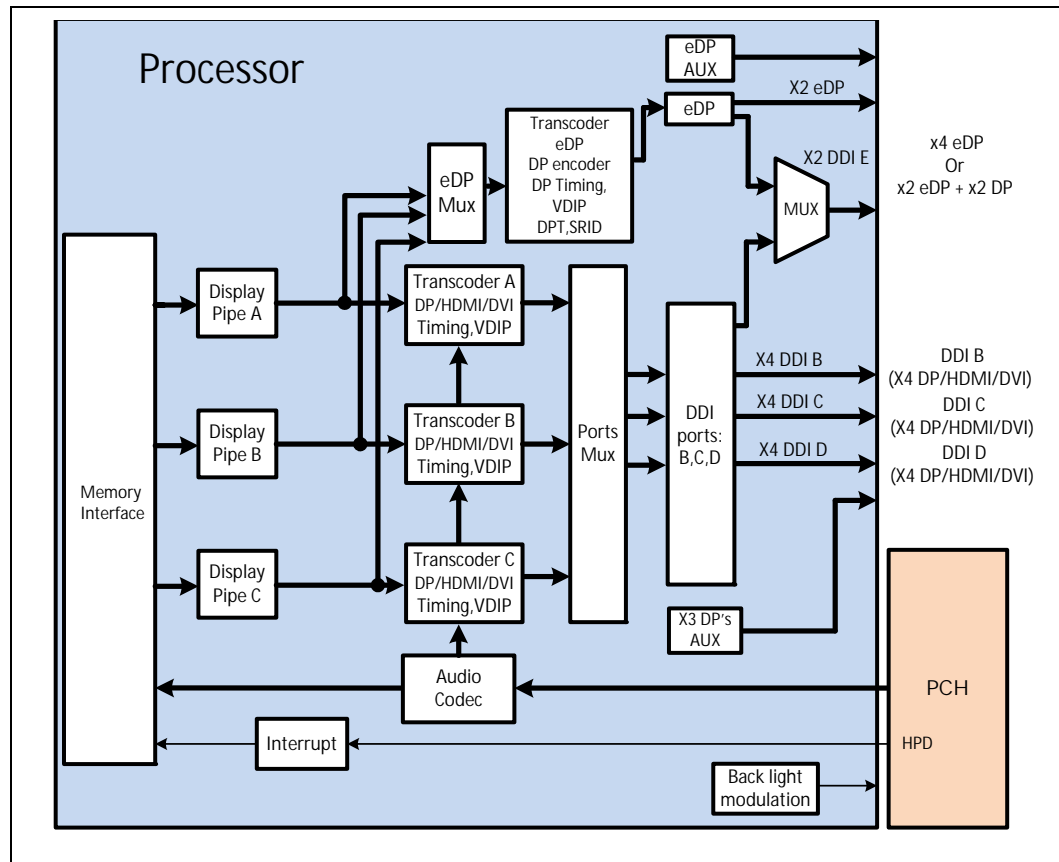 Processor
eDP
AUX
X2 eDP
eDP
Transcoder
eDP
DP encoder
DP Timing,
VDIP
DPT,SRID
eDP
Mux
X2 DDI E
MUX
x4 eDP
Or
x2 eDP + x2 DP
Memory
Interface
Display
Pipe A
Transcoder A
DP/HDMI/DVI
Timing,VDIP
Display
Pipe B
Transcoder B
DP/HDMI/DVI
Timing,VDIP
Display
Pipe C
Transcoder C
DP/HDMI/DVI
Timing,VDIP
Ports
Mux
DDI
ports:
B,C,D
X4 DDI B
X4 DDI C
X4 DDI D
DDI B
(X4 DP/HDMI/DVI)
DDI C
(X4 DP/HDMI/DVI)
DDI D
(X4 DP/HDMI/DVI)
X3 DP's
AUX
Audio
Codec
PCH
Interrupt
HPD
Back light
modulation